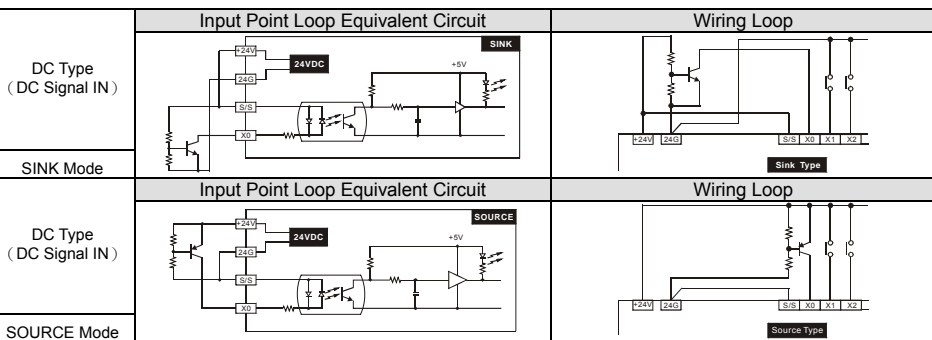 Input Point Loop Equivalent Circuit
Wiring Loop
DC Type
（DC Signal IN）
SINK Mode
+24V
24G
S/S
X0
24VDC
SINK
+5V
+24V
24G
S/S
X0
X1
X2
Sink Type
Input Point Loop Equivalent Circuit
Wiring Loop
DC Type
（DC Signal IN）
SOURCE Mode
+24V
24G
S/S
X0
24VDC
SOURCE
+5V
+24V
24G
S/S
X0
X1
X2
Source Type